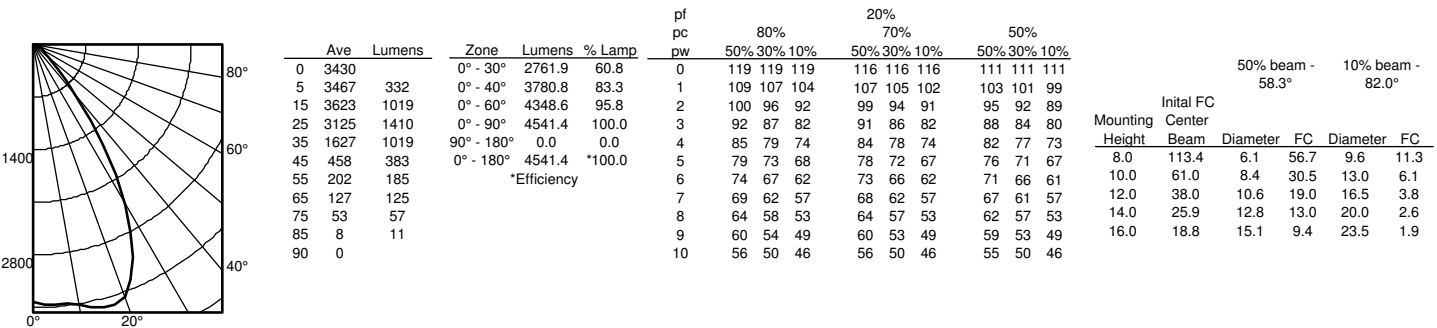 80°
60°
40°
1400
2800
0° 20°
Ave Lumens
0 3430
5 3467 332
15 3623 1019
25 3125 1410
35 1627 1019
45 458 383
55 202 185
65 127 125
75 53 57
85 8 11
90 0
Zone Lumens % Lamp
0° - 30° 2761.9 60.8
0° - 40° 3780.8 83.3
0° - 60° 4348.6 95.8
0° - 90° 4541.4 100.0
90° - 180° 0.0 0.0
0° - 180° 4541.4 *100.0
*Efficiency
pf 20%
pc 80% 70% 50%
pw 50% 30% 10% 50% 30% 10% 50% 30% 10%
0 119 119 119 116 116 116 111 111 111
1 109 107 104 107 105 102 103 101 99
2 100 96 92 99 94 91 95 92 89
3 92 87 82 91 86 82 88 84 80
4 85 79 74 84 78 74 82 77 73
5 79 73 68 78 72 67 76 71 67
6 74 67 62 73 66 62 71 66 61
7 69 62 57 68 62 57 67 61 57
8 64 58 53 64 57 53 62 57 53
9 60 54 49 60 53 49 59 53 49
10 56 50 46 56 50 46 55 50 46
50% beam - 10% beam -
58.3° 82.0°
Inital FC
Mounting Center
Height Beam Diameter FC Diameter FC
8.0 113.4 6.1 56.7 9.6 11.3
10.0 61.0 8.4 30.5 13.0 6.1
12.0 38.0 10.6 19.0 16.5 3.8
14.0 25.9 12.8 13.0 20.0 2.6
16.0 18.8 15.1 9.4 23.5 1.9